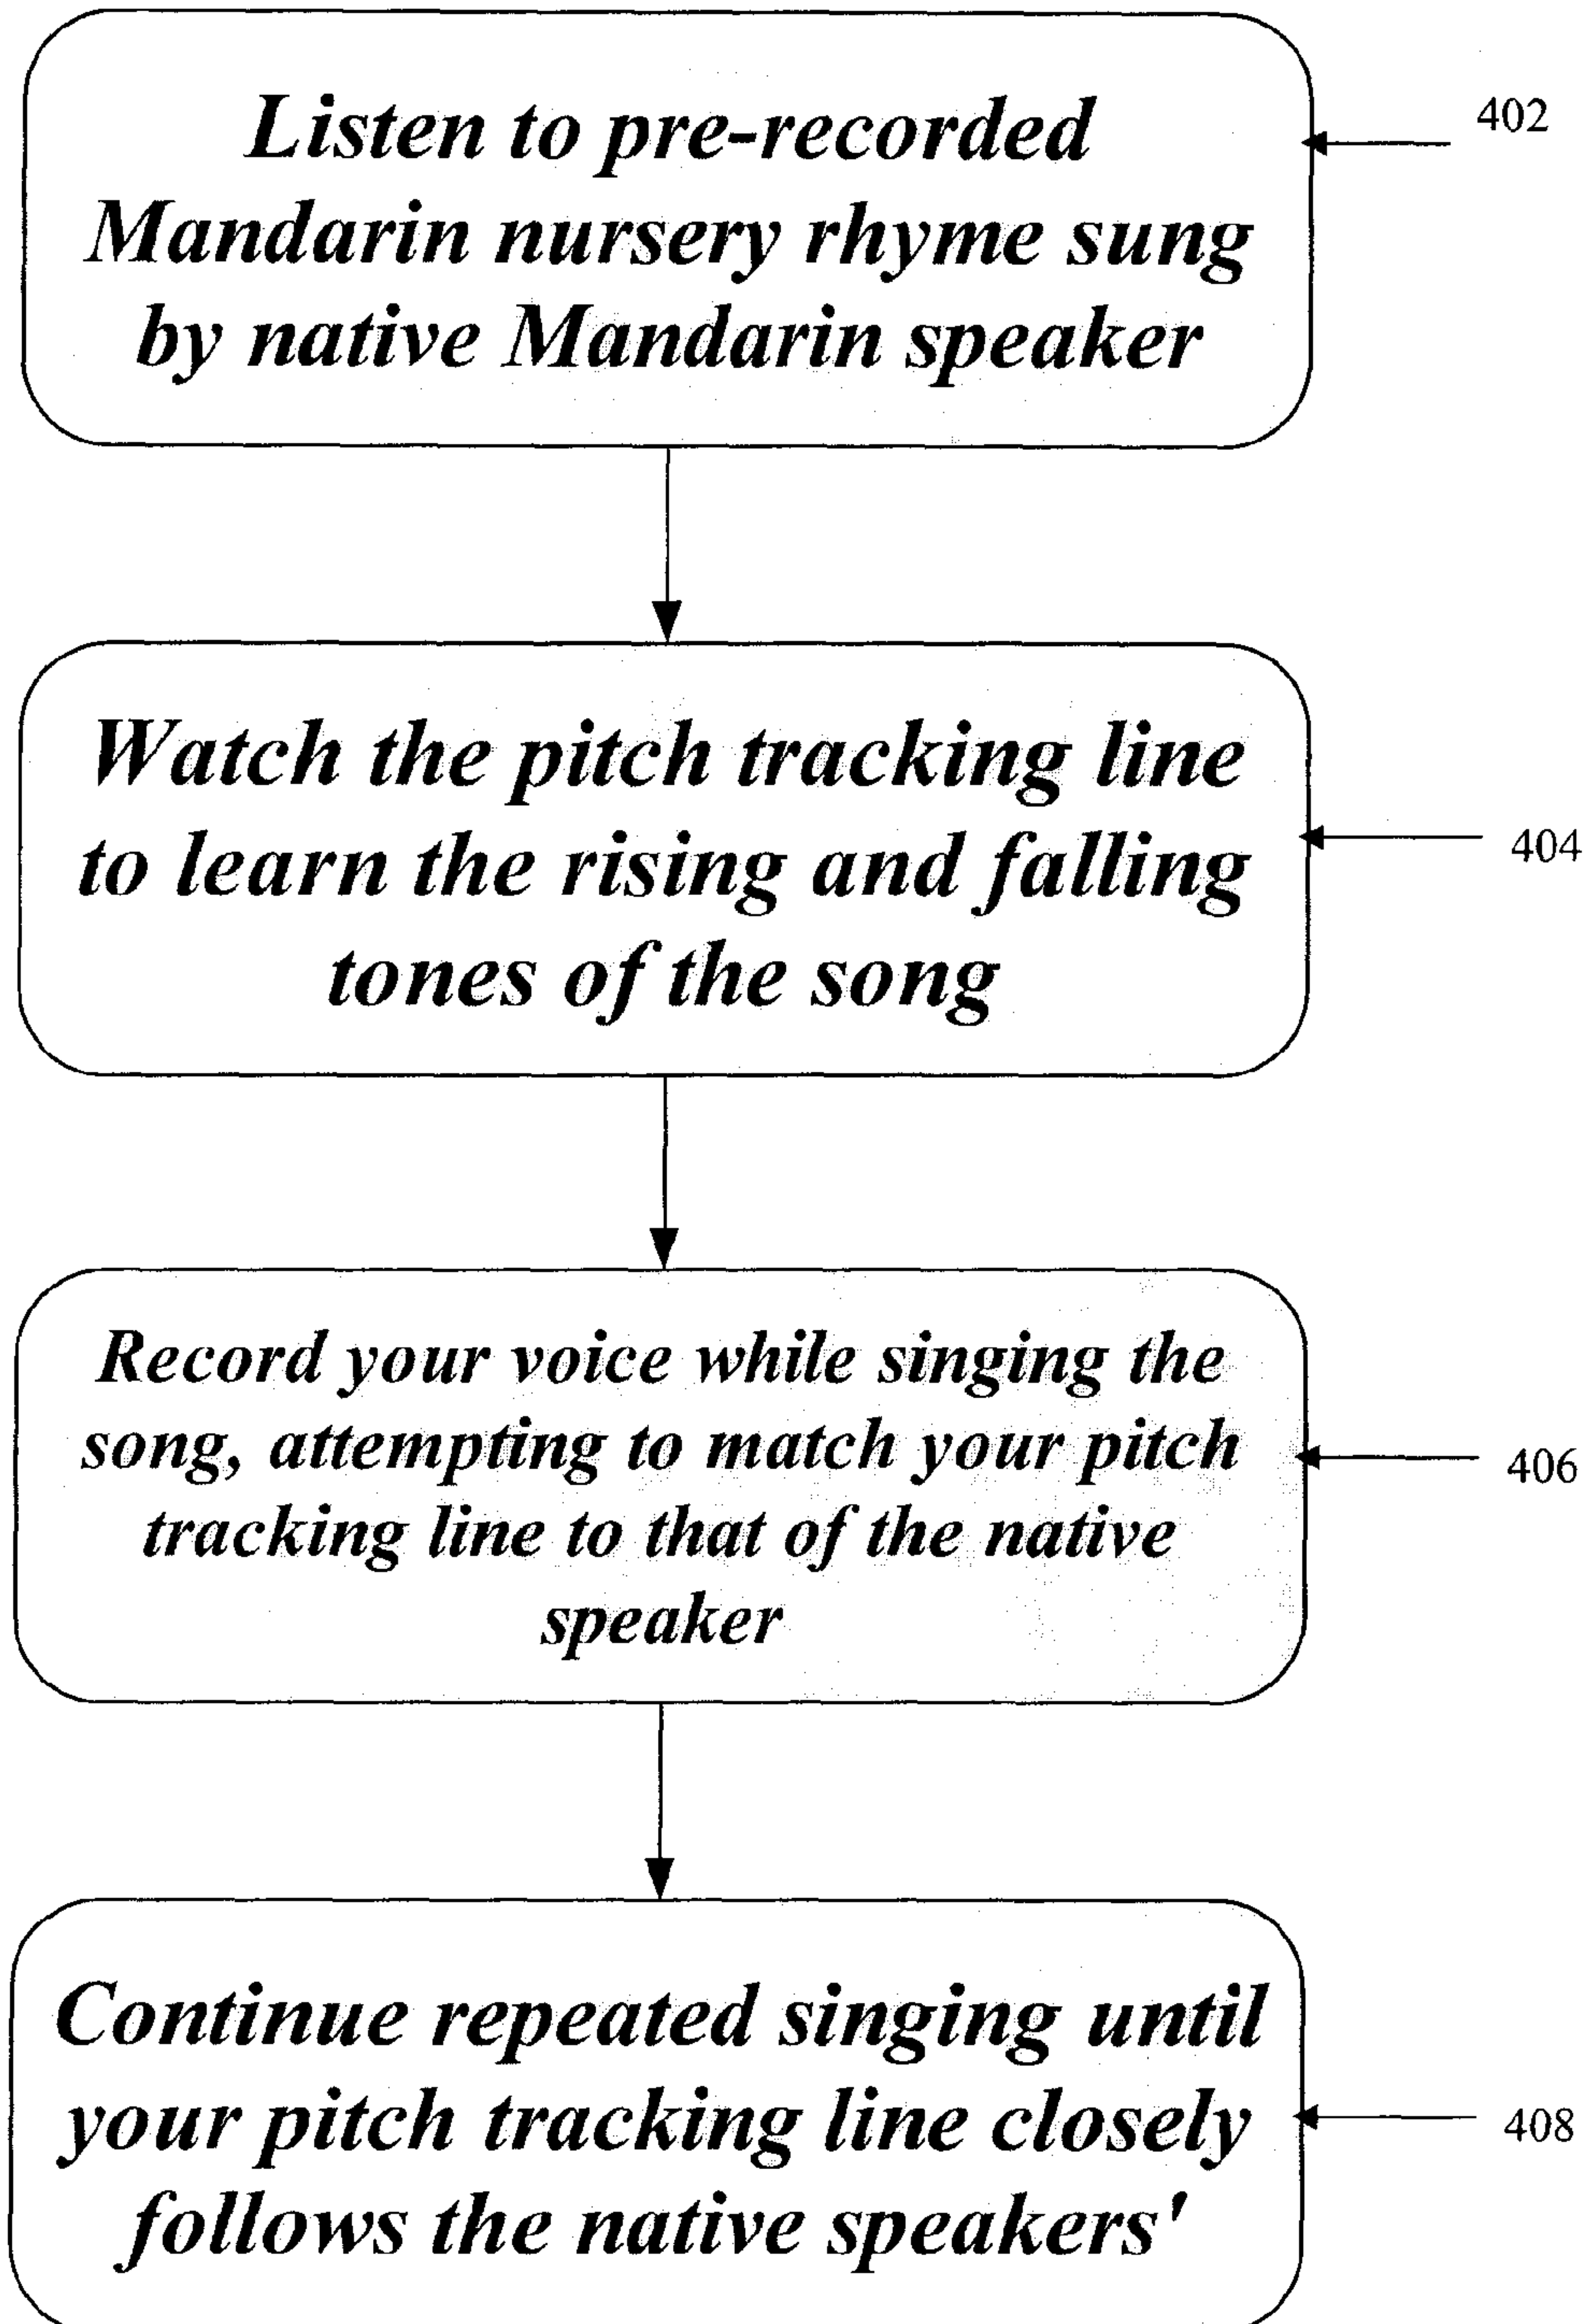 Listen to pre-recorded
402
Mandarin nursery rhyme sung
by native Mandarin speaker
Watch the pitch tracking line
to learn the rising and falling
404
tones of the song
Record your voice while singing the
song, attempting to match your pitch
406
tracking line to that of the native
speaker
Continue repeated singing until
your pitch tracking line closely
408
follows the native speakers'